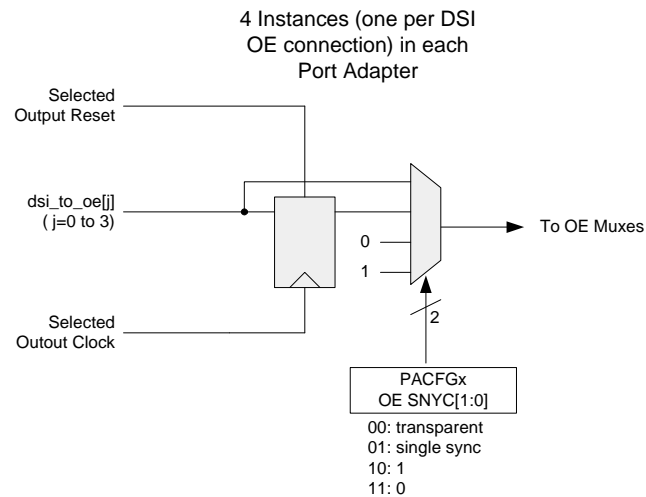 4 Instances (one per DSI
OE connection) in each
Port Adapter
Selected
Output Reset
dsi_to_oe[j]
( j=0 to 3)
0
1
To OE Muxes
Selected
Outout Clock
2
PACFGx
OE SNYC[1:0]
00: transparent
01: single sync
10: 1
11: 0